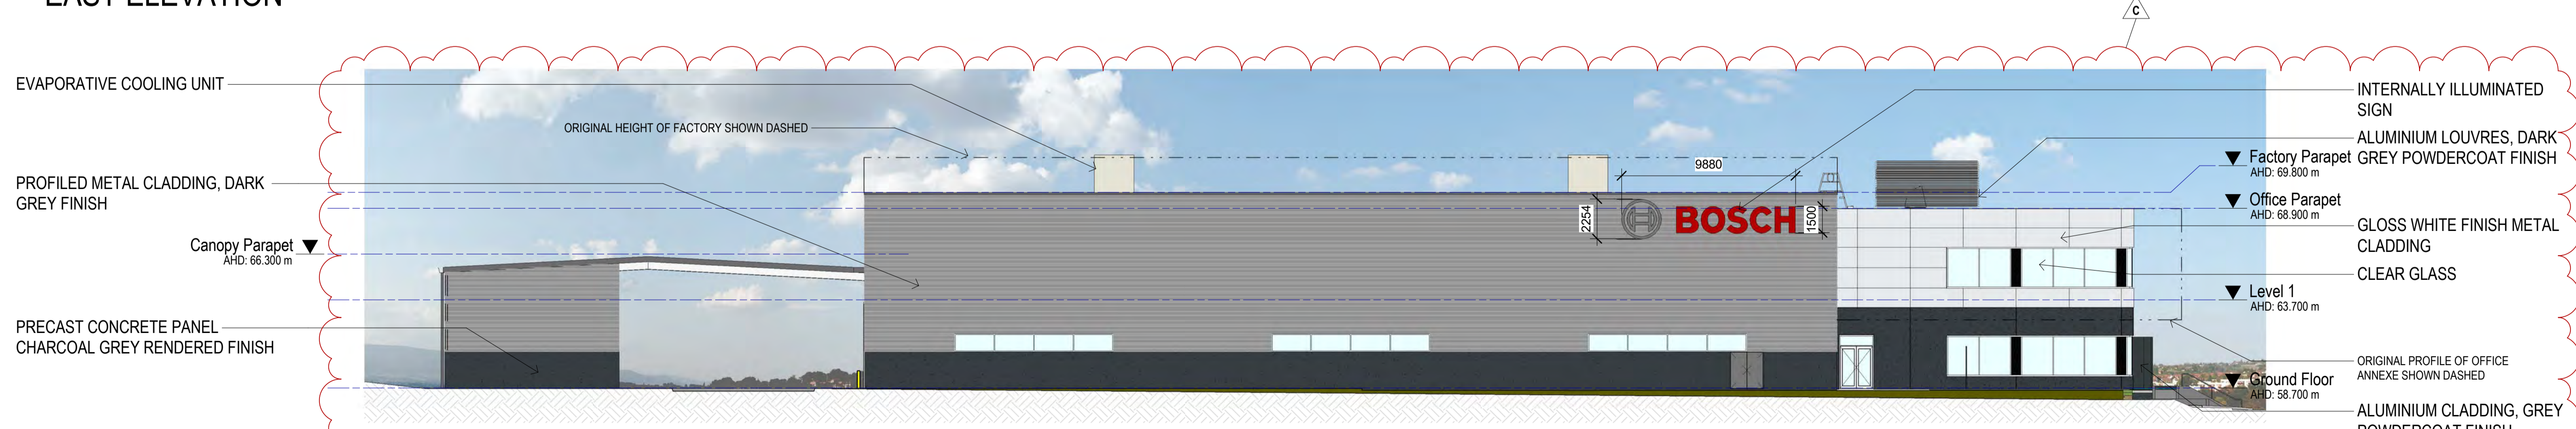 EAST ELEVATION
C
EVAPORATIVE COOLING UNIT
ORIGINAL HEIGHT OF FACTORY SHOWN DASHED
PROFILED METAL CLADDING, DARK
GREY FINISH
Canopy Parapet
AHD: 66.300 m
PRECAST CONCRETE PANEL
CHARCOAL GREY RENDERED FINISH
9880
2254
BOSCH
1500
INTERNALLY ILLUMINATED
SIGN
ALUMINIUM LOUVRES, DARK
GREY POWDERCOAT FINISH
Factory Parapet
AHD: 69.800 m
Office Parapet
AHD: 68.900 m
GLOSS WHITE FINISH METAL
CLADDING
CLEAR GLASS
Level 1
AHD: 63.700 m
ORIGINAL PROFILE OF OFFICE
ANNEXE SHOWN DASHED
Ground Floor
AHD: 58.700 m
ALUMINIUM CLADDING, GREY
POWDERCOAT FINISH